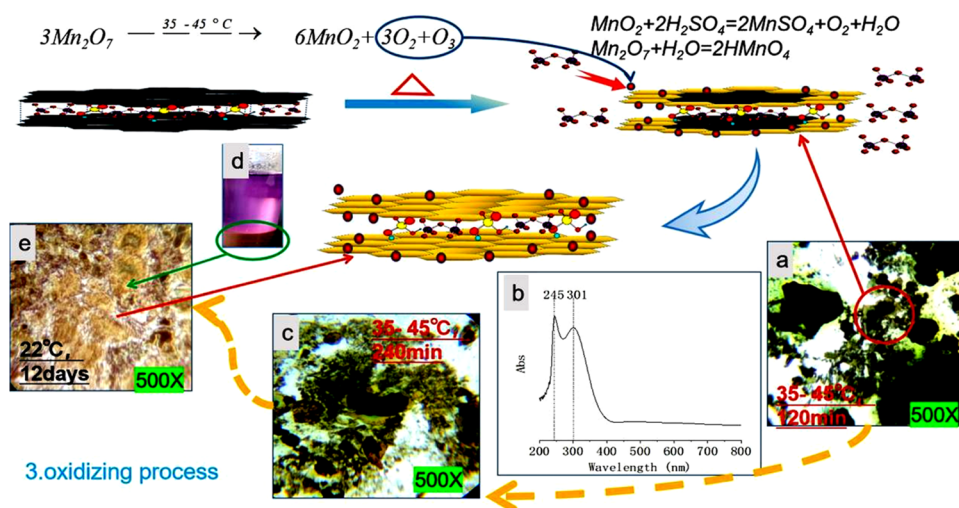 3Mn₂O₇ 35 -45 ° C 6MnO₂+ 3O₂+O₃
MnO₂+2H₂SO₄=2MnSO₄+O₂+H₂O
Mn₂O₇+H₂O=2HMnO₄
d
e
22℃,
12days
500X
c
35- 45℃,
240min
500X
b
245 301
Abs
200 300 400 500 600 700 800
Wavelength (nm)
a
35- 45℃,
120min
500X
3.oxidizing process